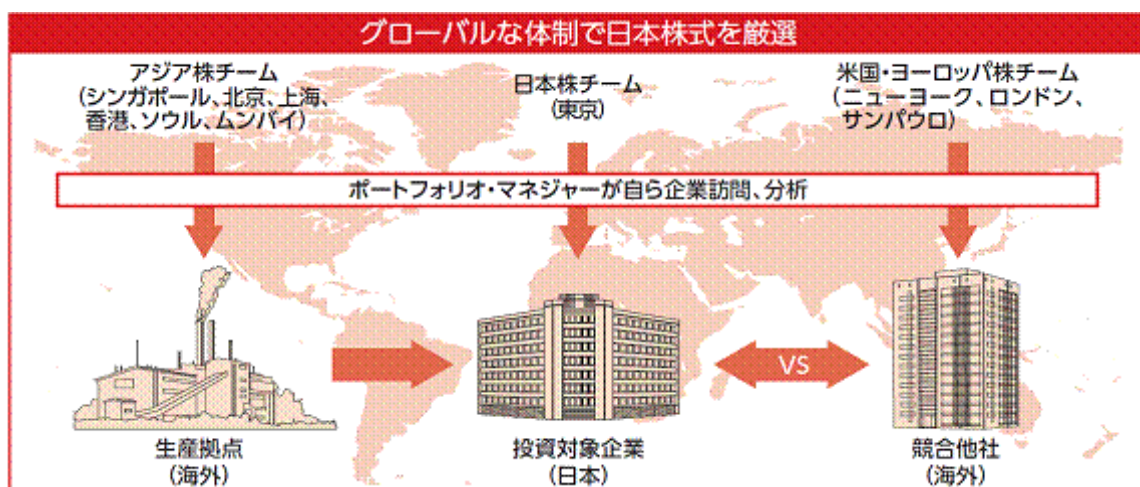 グローバルな体制で日本株式を厳選
アジア株チーム
(シンガポール、北京、上海、
香港、ソウル、ムンバイ)
日本株チーム
(東京)
米国・ヨーロッパ株チーム
(ニューヨーク、ロンドン、
サンパウロ)
ポートフォリオ・マネジャーが自ら企業訪問、分析
VS
生産拠点
(海外)
投資対象企業
(日本)
競合他社
(海外)